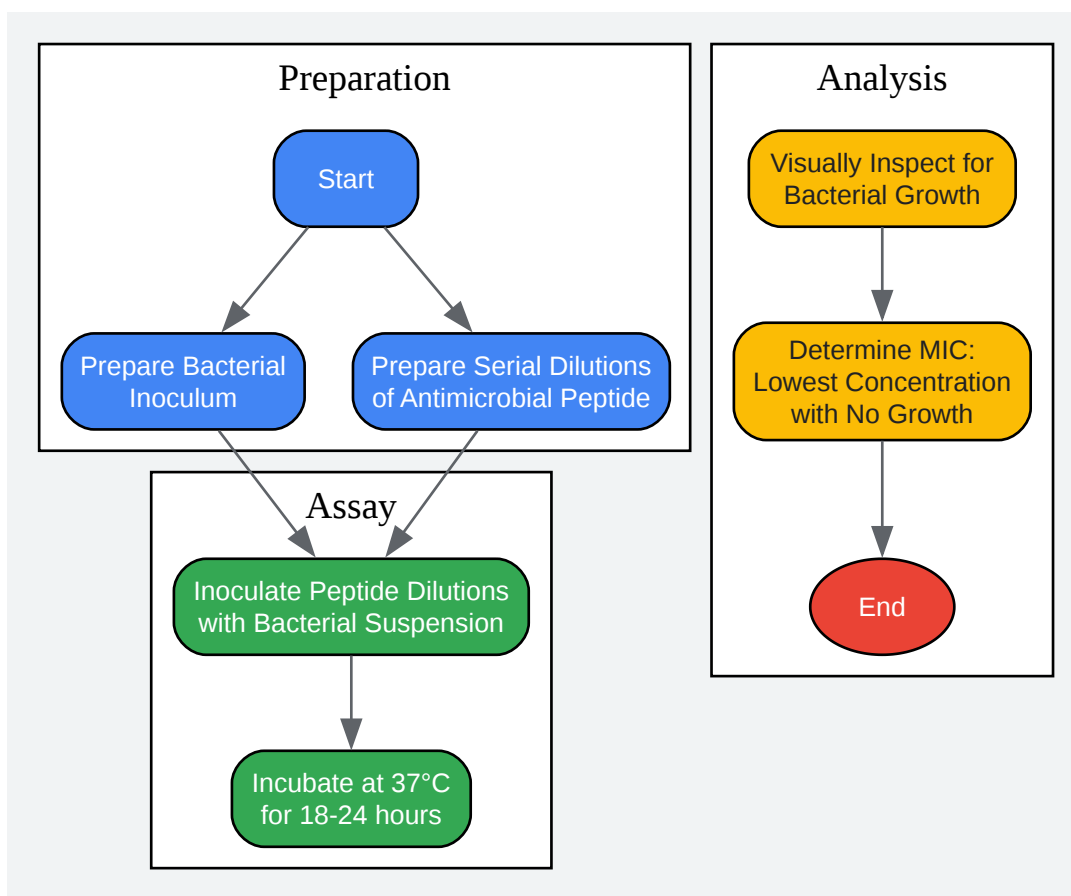 Preparation
Start
Prepare Bacterial
Inoculum
Prepare Serial Dilutions
of Antimicrobial Peptide
Assay
Inoculate Peptide Dilutions
with Bacterial Suspension
Incubate at 37°C
for 18-24 hours
Analysis
Visually Inspect for
Bacterial Growth
Determine MIC:
Lowest Concentration
with No Growth
End